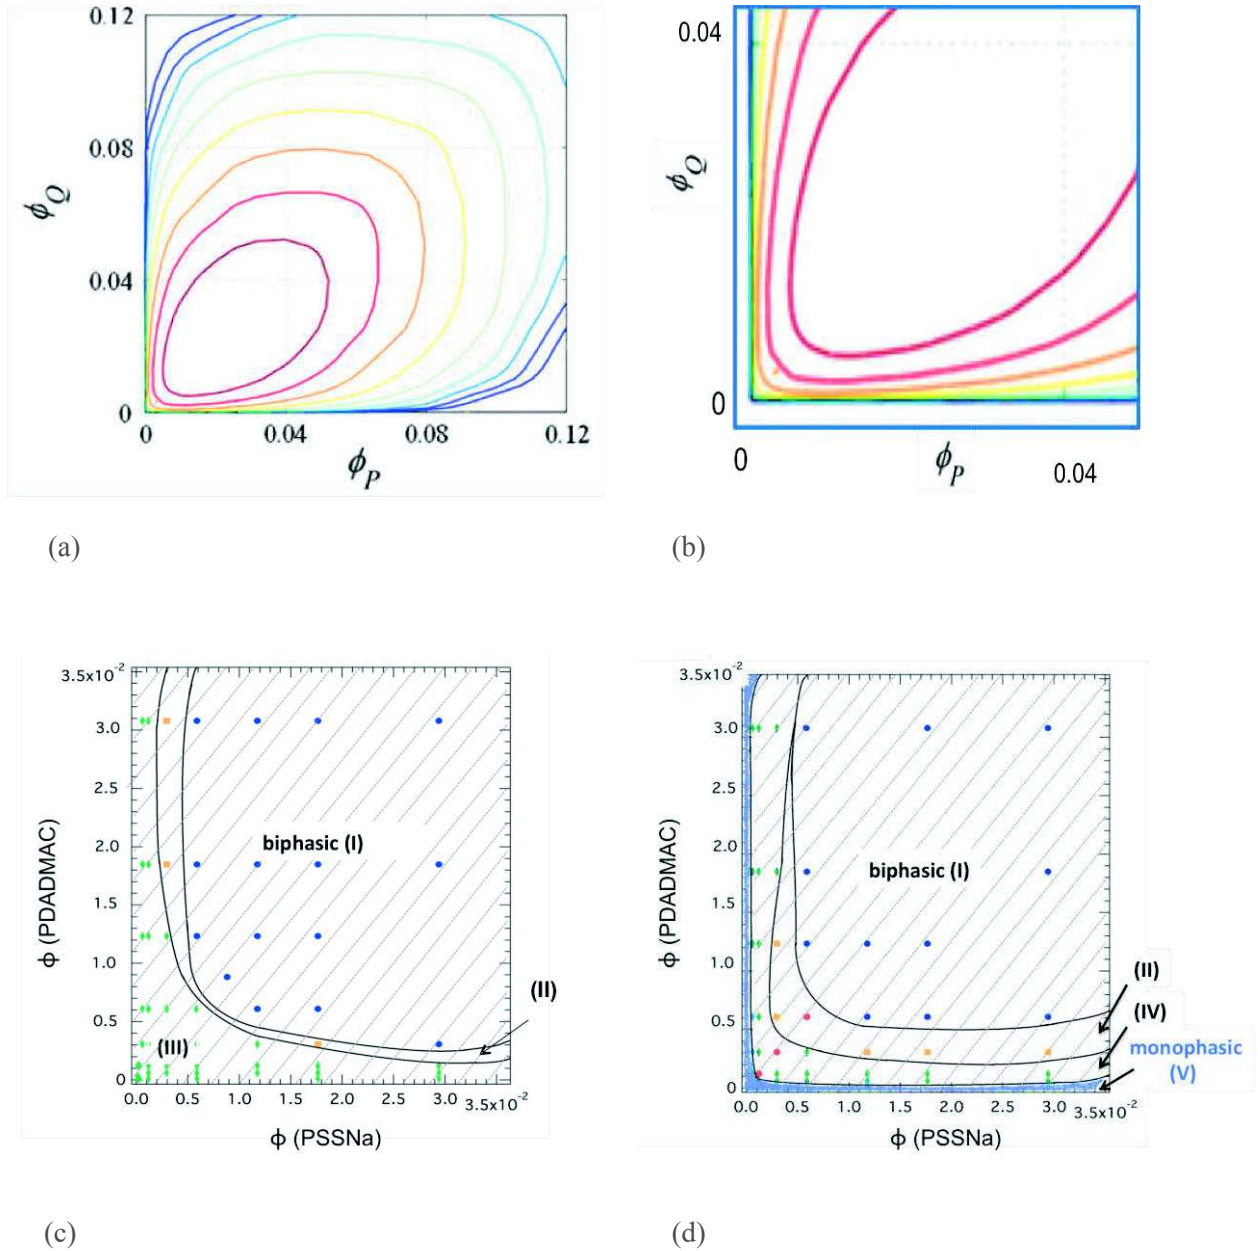 0.12
0.08
ϕQ
0.04
0
0 0.04 0.08 0.12
ϕP
(a)
0.04
ϕQ
0
0 ϕP 0.04
(b)
3.5x10-2
3.0
2.5
2.0
1.5
1.0
0.5
0
ϕ (PDADMAC)
biphasic (I)
(II)
(III)
0.0 0.5 1.0 1.5 2.0 2.5 3.0 3.5x10-2
ϕ (PSSNa)
(c)
3.5x10-2
3.0
2.5
2.0
1.5
1.0
0.5
0
ϕ (PDADMAC)
biphasic (I)
(II)
(IV)
monophasic
(V)
0.0 0.5 1.0 1.5 2.0 2.5 3.0 3.5x10-2
ϕ (PSSNa)
(d)